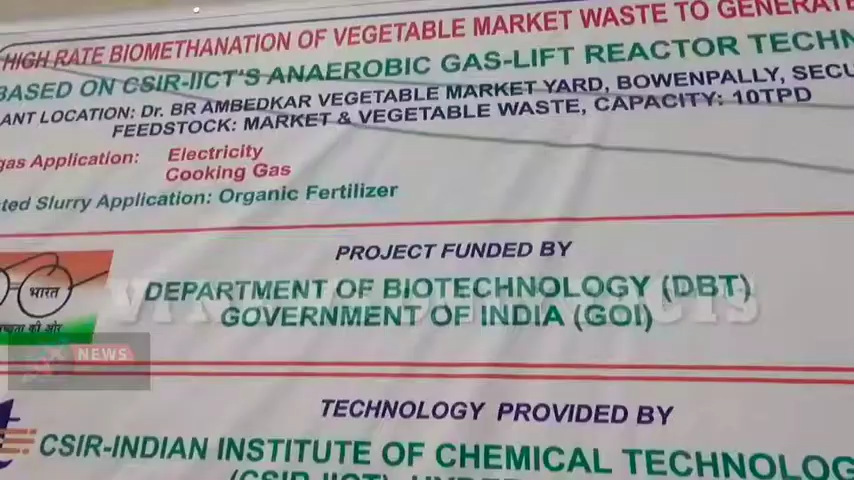 HIGH RATE BIOMETHANATION OF VEGETABLE MARKET WASTE TO GENERATE
BASED ON CSIR-IICT'S ANAEROBIC GAS-LIFT REACTOR TECHN
ANT LOCATION: Dr. BR AMBEDKAR VEGETABLE MARKET YARD, BOWENPALLY, SECU
FEEDSTOCK: MARKET & VEGETABLE WASTE, CAPACITY: 10TPD
gas Application: Electricity
Cooking Gas
ted Slurry Application: Organic Fertilizer
PROJECT FUNDED BY
भारत
DEPARTMENT OF BIOTECHNOLOGY (DBT)
GOVERNMENT OF INDIA (GOI)
की ओर
NEWS
TECHNOLOGY PROVIDED BY
CSIR-INDIAN INSTITUTE OF CHEMICAL TECHNOLOG